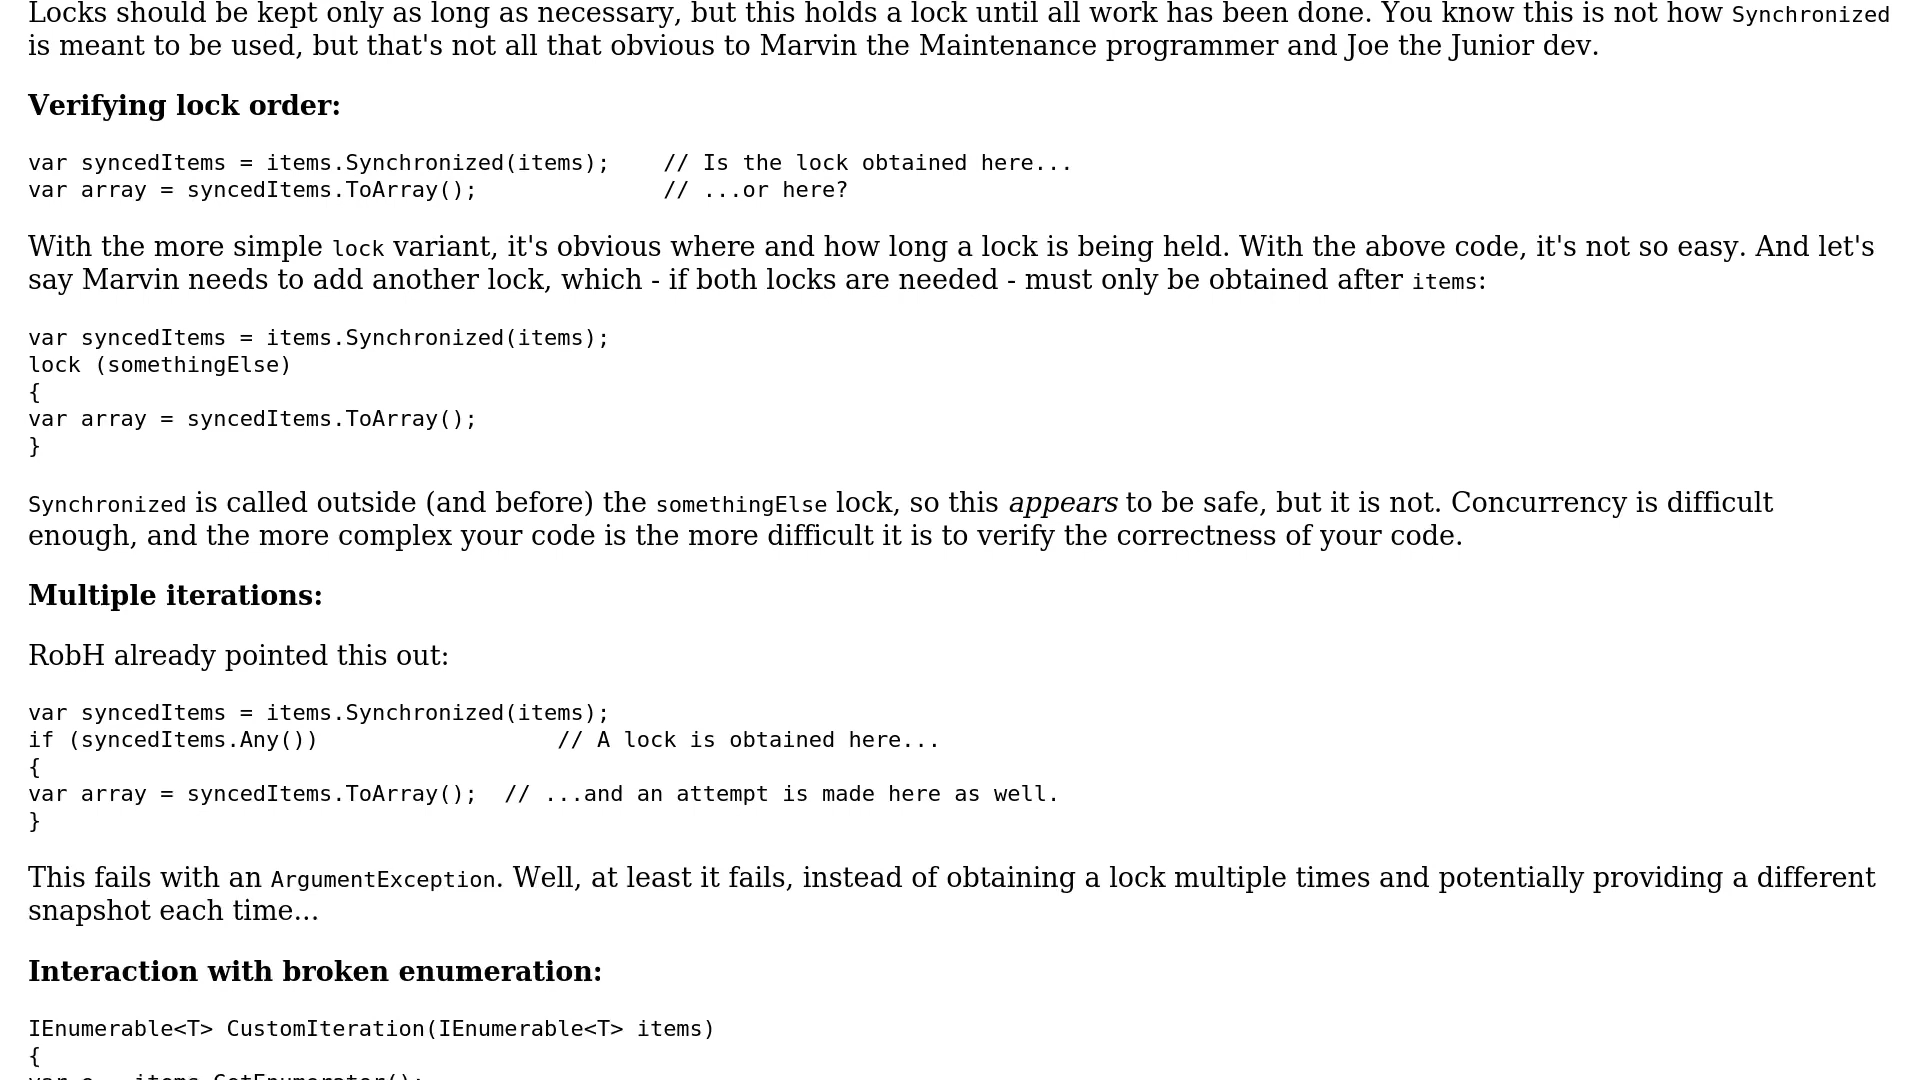 Locks should be kept only as long as necessary, but this holds a lock until all work has been done. You know this is not how Synchronized
is meant to be used, but that's not all that obvious to Marvin the Maintenance programmer and Joe the Junior dev.
Verifying lock order:
var syncedItems = items.Synchronized(items);    // Is the lock obtained here...
var array = syncedItems.ToArray();              // ...or here?
With the more simple lock variant, it's obvious where and how long a lock is being held. With the above code, it's not so easy. And let's
say Marvin needs to add another lock, which - if both locks are needed - must only be obtained after items:
var syncedItems = items.Synchronized(items);
lock (somethingElse)
{
var array = syncedItems.ToArray();
}
Synchronized is called outside (and before) the somethingElse lock, so this appears to be safe, but it is not. Concurrency is difficult
enough, and the more complex your code is the more difficult it is to verify the correctness of your code.
Multiple iterations:
RobH already pointed this out:
var syncedItems = items.Synchronized(items);
if (syncedItems.Any())                  // A lock is obtained here...
{
var array = syncedItems.ToArray();  // ...and an attempt is made here as well.
}
This fails with an ArgumentException. Well, at least it fails, instead of obtaining a lock multiple times and potentially providing a different
snapshot each time...
Interaction with broken enumeration:
IEnumerable<T> CustomIteration(IEnumerable<T> items)
{